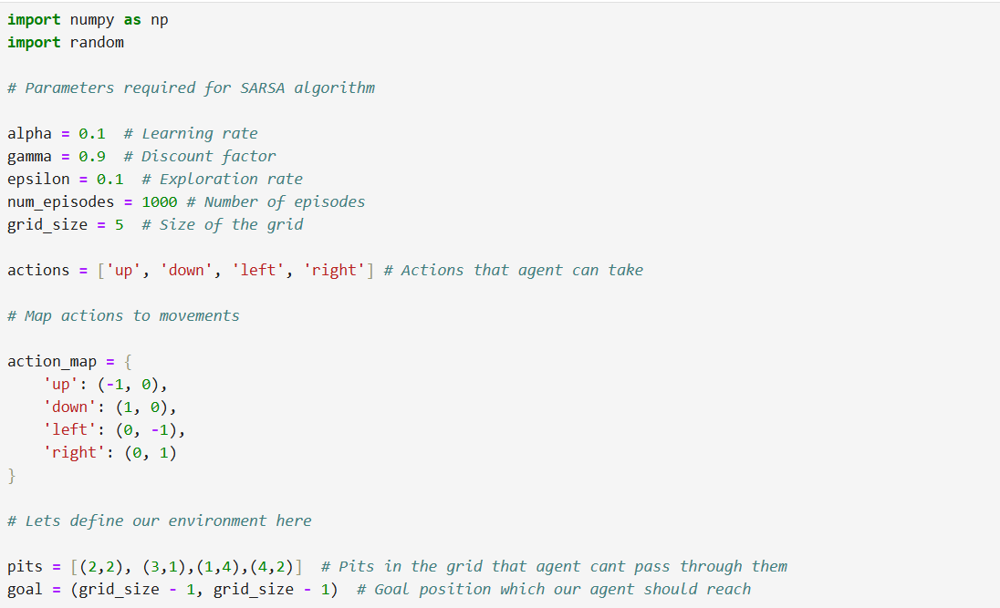 import numpy as np
import random
# Parameters required for SARSA algorithm
alpha = 0.1  # Learning rate
gamma = 0.9  # Discount factor
epsilon = 0.1  # Exploration rate
num_episodes = 1000 # Number of episodes
grid_size = 5  # Size of the grid
actions = ['up', 'down', 'left', 'right'] # Actions that agent can take
# Map actions to movements
action_map = {
    'up': (-1, 0),
    'down': (1, 0),
    'left': (0, -1),
    'right': (0, 1)
}
# Lets define our environment here
pits = [(2,2), (3,1),(1,4),(4,2)]  # Pits in the grid that agent cant pass through them
goal = (grid_size - 1, grid_size - 1)  # Goal position which our agent should reach